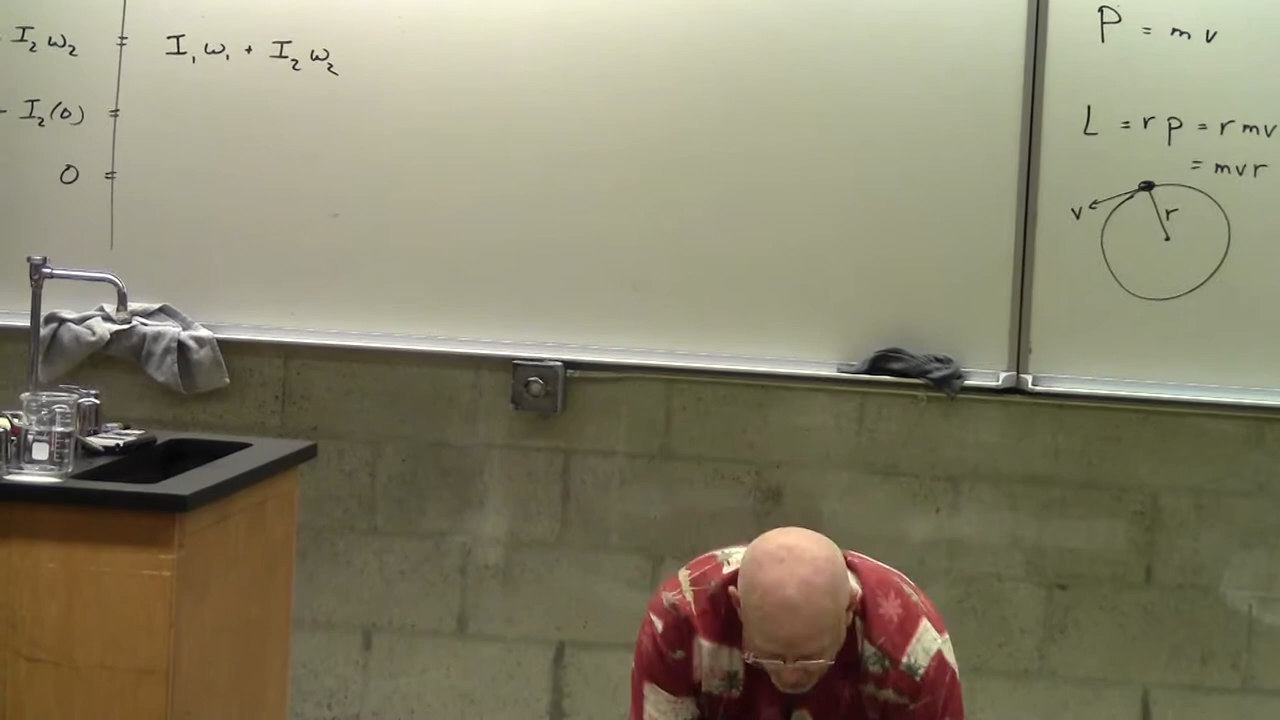 I₂ω₂ = I₁ω₁ + I₂ω₂
- I₂(0) =
0 =
P = mv
L = rp = rmv
= mvr
v r